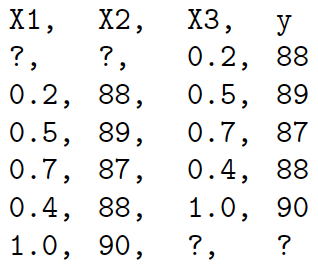 X1, X2, X3, y
?, ?, 0.2, 88
0.2, 88, 0.5, 89
0.5, 89, 0.7, 87
0.7, 87, 0.4, 88
0.4, 88, 1.0, 90
1.0, 90, ?, ?